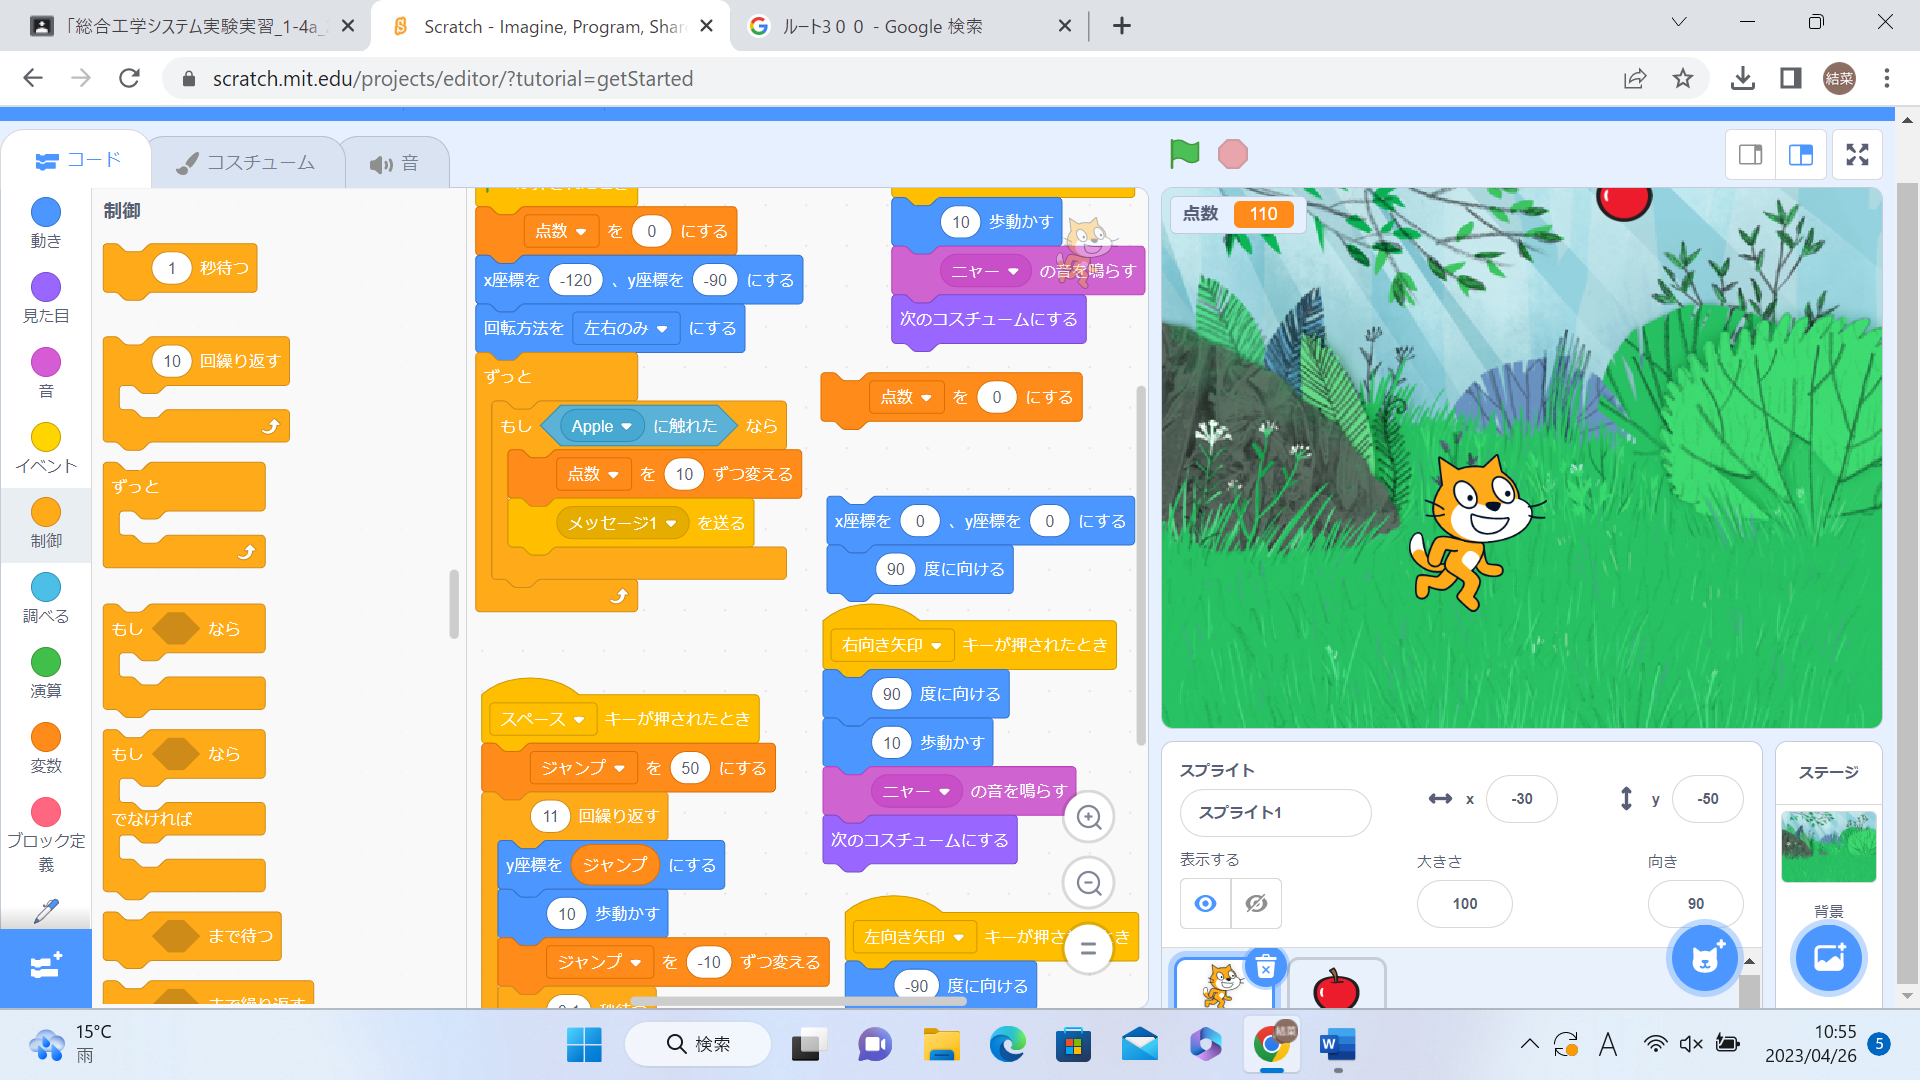 「総合工学システム実験実習_1-4a_
Scratch - Imagine, Program, Shar
ルート3００ - Google 検索
scratch.mit.edu/projects/editor/?tutorial=getStarted
結菜
コード
コスチューム
音
動き
見た目
音
イベント
制御
調べる
演算
変数
ブロック定
義
制御
1 秒待つ
10 回繰り返す
ずっと
もし なら
もし なら
でなければ
まで待つ
まで繰り返す
点数 を 0 にする
x座標を -120 、y座標を -90 にする
回転方法を 左右のみ にする
ずっと
もし Apple に触れた なら
点数 を 10 ずつ変える
メッセージ1 を送る
スペース キーが押されたとき
ジャンプ を 50 にする
11 回繰り返す
y座標を ジャンプ にする
10 歩動かす
ジャンプ を -10 ずつ変える
10 歩動かす
ニャー の音を鳴らす
次のコスチュームにする
点数 を 0 にする
x座標を 0 、y座標を 0 にする
90 度に向ける
右向き矢印 キーが押されたとき
90 度に向ける
10 歩動かす
ニャー の音を鳴らす
次のコスチュームにする
左向き矢印 キーが押されたとき
-90 度に向ける
点数 110
スプライト
スプライト1
x -30
y -50
表示する
大きさ
100
向き
90
ステージ
背景
15°C
雨
検索
結菜
A
10:55
2023/04/26
5